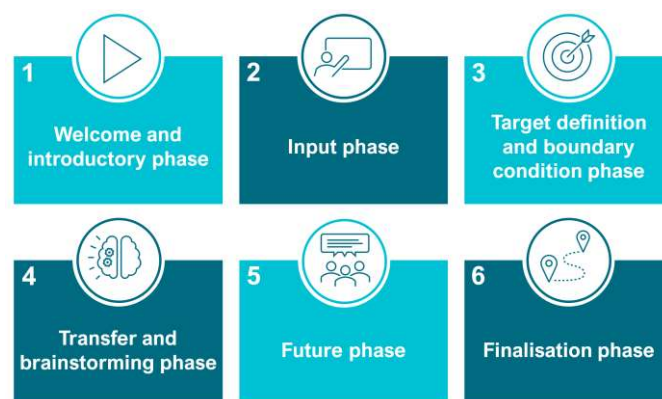 1
Welcome and
introductory phase
2
Input phase
3
Target definition
and boundary
condition phase
4
Transfer and
brainstorming phase
5
Future phase
6
Finalisation phase